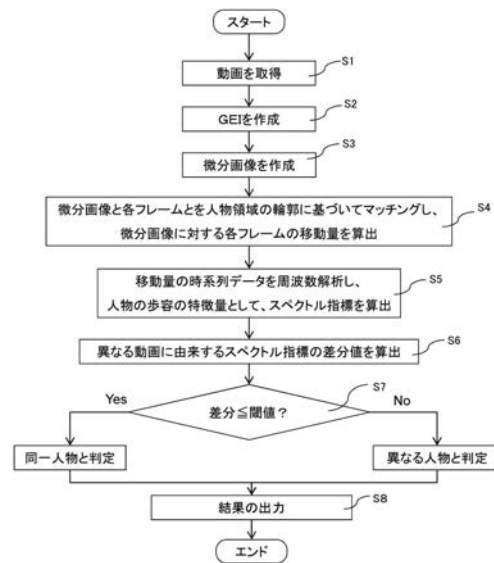 スタート
S1
動画を取得
S2
GEIを作成
S3
微分画像を作成
S4
微分画像と各フレームとを人物領域の輪郭に基づいてマッチングし、
微分画像に対する各フレームの移動量を算出
S5
移動量の時系列データを周波数解析し、
人物の歩容の特徴量として、スペクトル指標を算出
S6
異なる動画に由来するスペクトル指標の差分値を算出
S7
Yes
差分≦閾値？
No
同一人物と判定
異なる人物と判定
S8
結果の出力
エンド